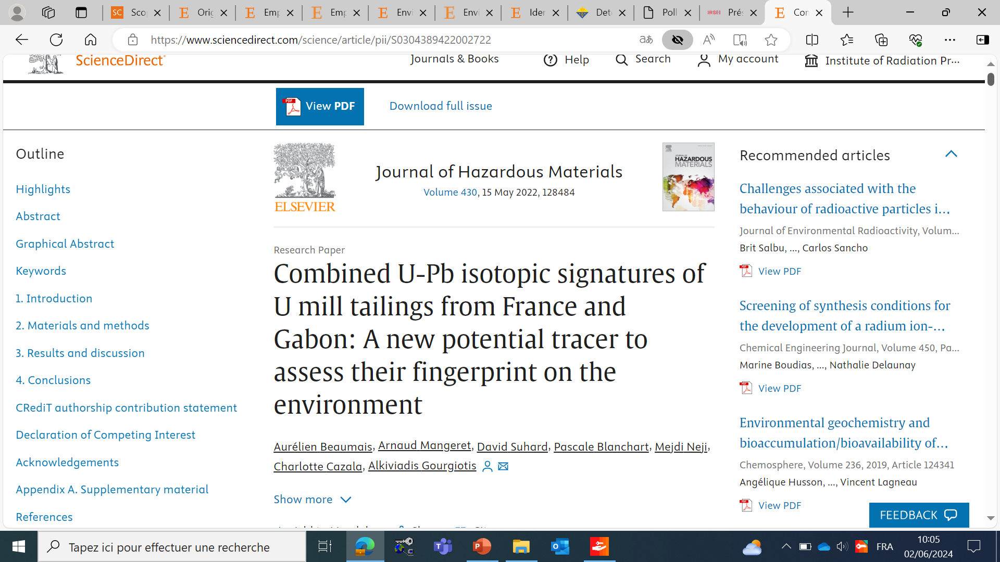 Sco
Orig
Emp
Emp
Envi
Envi
Iden
Dete
Poll
IRSN
Prés
Con
https://www.sciencedirect.com/science/article/pii/S0304389422002722
ScienceDirect
Journals & Books
Help
Search
My account
Institute of Radiation Pr...
View PDF
Download full issue
Outline
Highlights
Abstract
Graphical Abstract
Keywords
1. Introduction
2. Materials and methods
3. Results and discussion
4. Conclusions
CRediT authorship contribution statement
Declaration of Competing Interest
Acknowledgements
Appendix A. Supplementary material
References
ELSEVIER
Journal of Hazardous Materials
Volume 430, 15 May 2022, 128484
HAZARDOUS
MATERIALS
Research Paper
Combined U-Pb isotopic signatures of
U mill tailings from France and
Gabon: A new potential tracer to
assess their fingerprint on the
environment
Aurélien Beaumais, Arnaud Mangeret, David Suhard, Pascale Blanchart, Mejdi Neji,
Charlotte Cazala, Alkiviadis Gourgiotis
Show more
Recommended articles
Challenges associated with the
behaviour of radioactive particles i...
Journal of Environmental Radioactivity, Volum...
Brit Salbu, ..., Carlos Sancho
View PDF
Screening of synthesis conditions for
the development of a radium ion-...
Chemical Engineering Journal, Volume 450, Pa...
Marine Boudias, ..., Nathalie Delaunay
View PDF
Environmental geochemistry and
bioaccumulation/bioavailability of...
Chemosphere, Volume 236, 2019, Article 124341
Angélique Husson, ..., Vincent Lagneau
View PDF
FEEDBACK
Tapez ici pour effectuer une recherche
FRA
10:05
02/06/2024